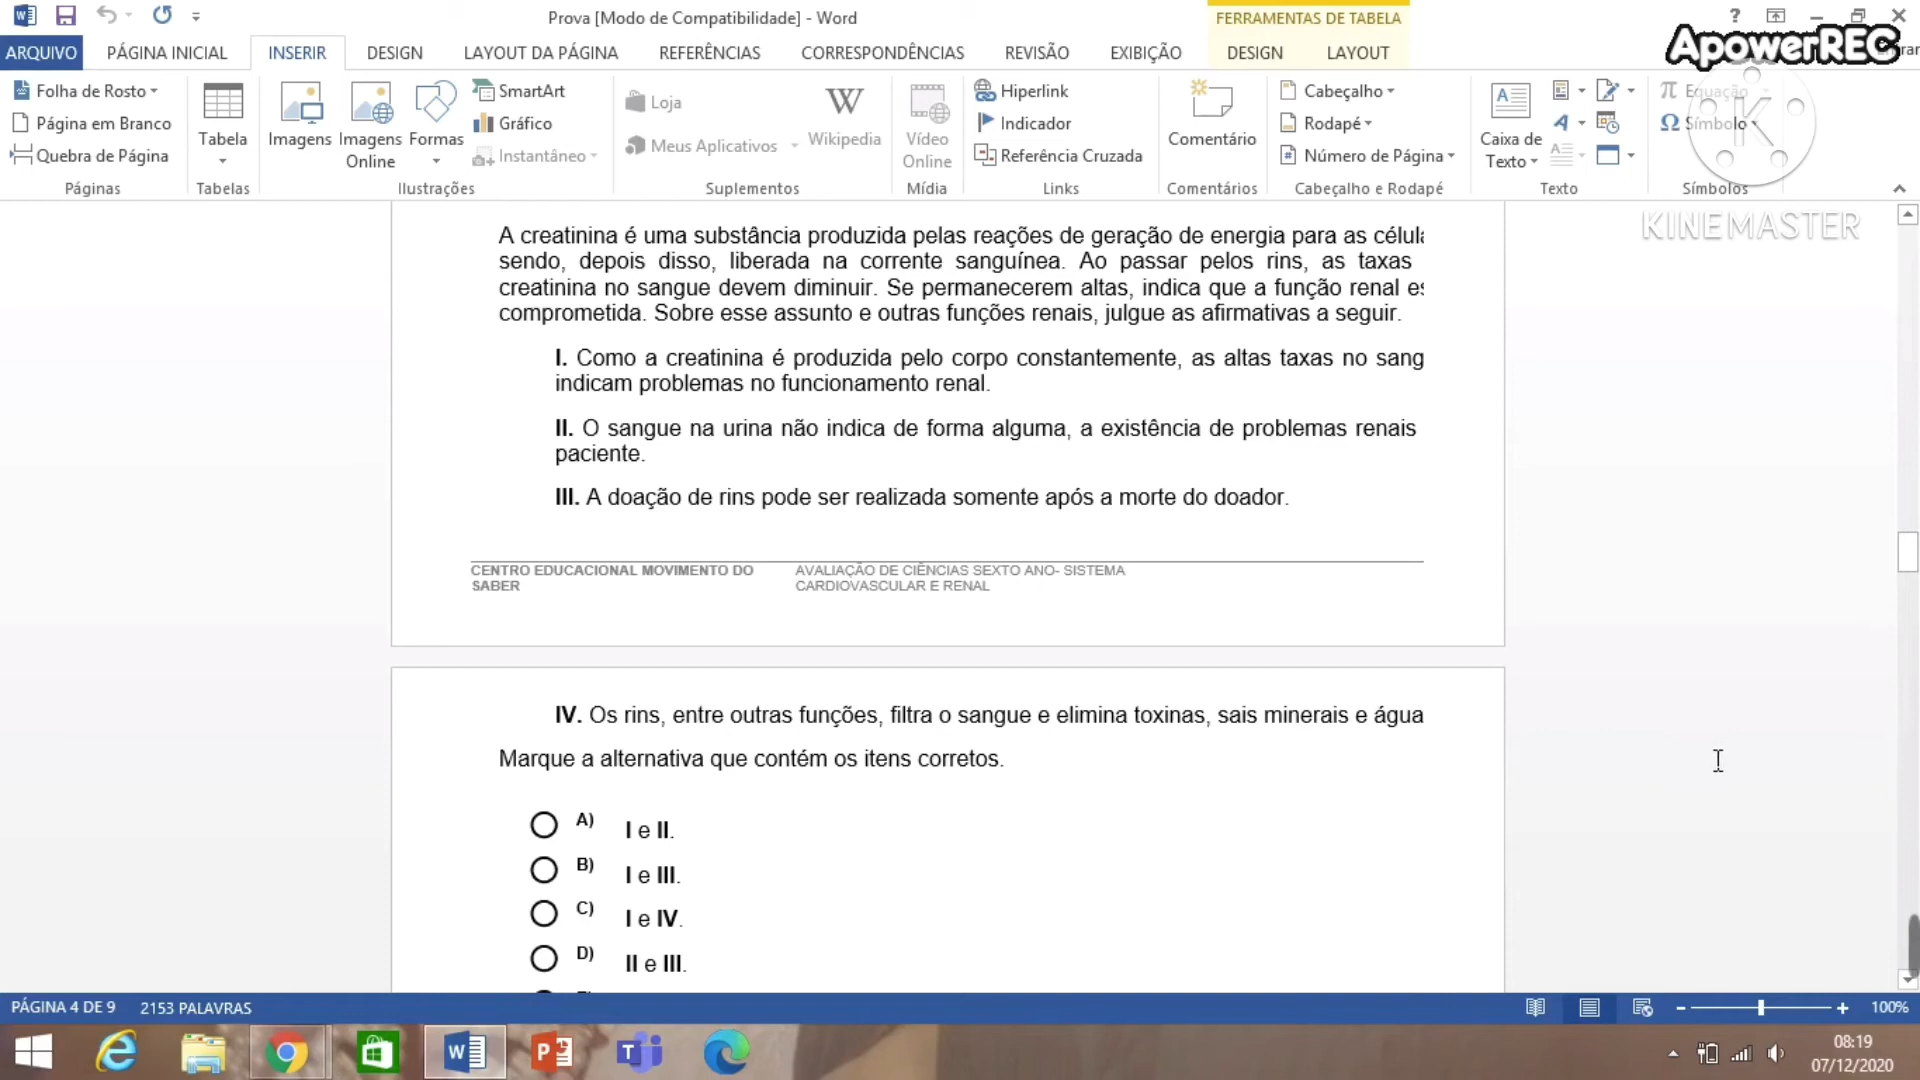 Prova [Modo de Compatibilidade] - Word
FERRAMENTAS DE TABELA
?
ApowerREC
ARQUIVO
PÁGINA INICIAL
INSERIR
DESIGN
LAYOUT DA PÁGINA
REFERÊNCIAS
CORRESPONDÊNCIAS
REVISÃO
EXIBIÇÃO
DESIGN
LAYOUT
Folha de Rosto
Página em Branco
Quebra de Página
Páginas
Tabela
Tabelas
Imagens
Imagens Online
Formas
SmartArt
Gráfico
Instantâneo
Ilustrações
Loja
Meus Aplicativos
Wikipedia
Suplementos
Vídeo Online
Mídia
Hiperlink
Indicador
Referência Cruzada
Links
Comentário
Comentários
Cabeçalho
Rodapé
Número de Página
Cabeçalho e Rodapé
Caixa de Texto
Texto
π Equação
Ω Símbolo
Símbolos
K
KINEMASTER
A creatinina é uma substância produzida pelas reações de geração de energia para as célul
sendo, depois disso, liberada na corrente sanguínea. Ao passar pelos rins, as taxas
creatinina no sangue devem diminuir. Se permanecerem altas, indica que a função renal es
comprometida. Sobre esse assunto e outras funções renais, julgue as afirmativas a seguir.
I. Como a creatinina é produzida pelo corpo constantemente, as altas taxas no sang
indicam problemas no funcionamento renal.
II. O sangue na urina não indica de forma alguma, a existência de problemas renais
paciente.
III. A doação de rins pode ser realizada somente após a morte do doador.
CENTRO EDUCACIONAL MOVIMENTO DO
SABER
AVALIAÇÃO DE CIÊNCIAS SEXTO ANO- SISTEMA
CARDIOVASCULAR E RENAL
IV. Os rins, entre outras funções, filtra o sangue e elimina toxinas, sais minerais e água
Marque a alternativa que contém os itens corretos.
A) I e II.
B) I e III.
C) I e IV.
D) II e III.
PÁGINA 4 DE 9
2153 PALAVRAS
100%
08:19
07/12/2020